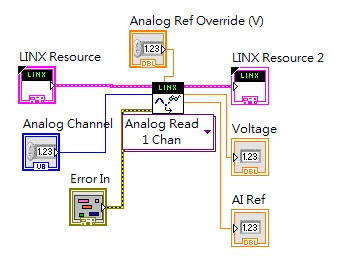 Analog Ref Override (V)
1.23
DBL
LINX Resource
LINX
LINX
LINX Resource 2
LINX
Analog Channel
1.23
U8
Analog Read
1 Chan
Voltage
1.23
DBL
Error In
AI Ref
1.23
DBL